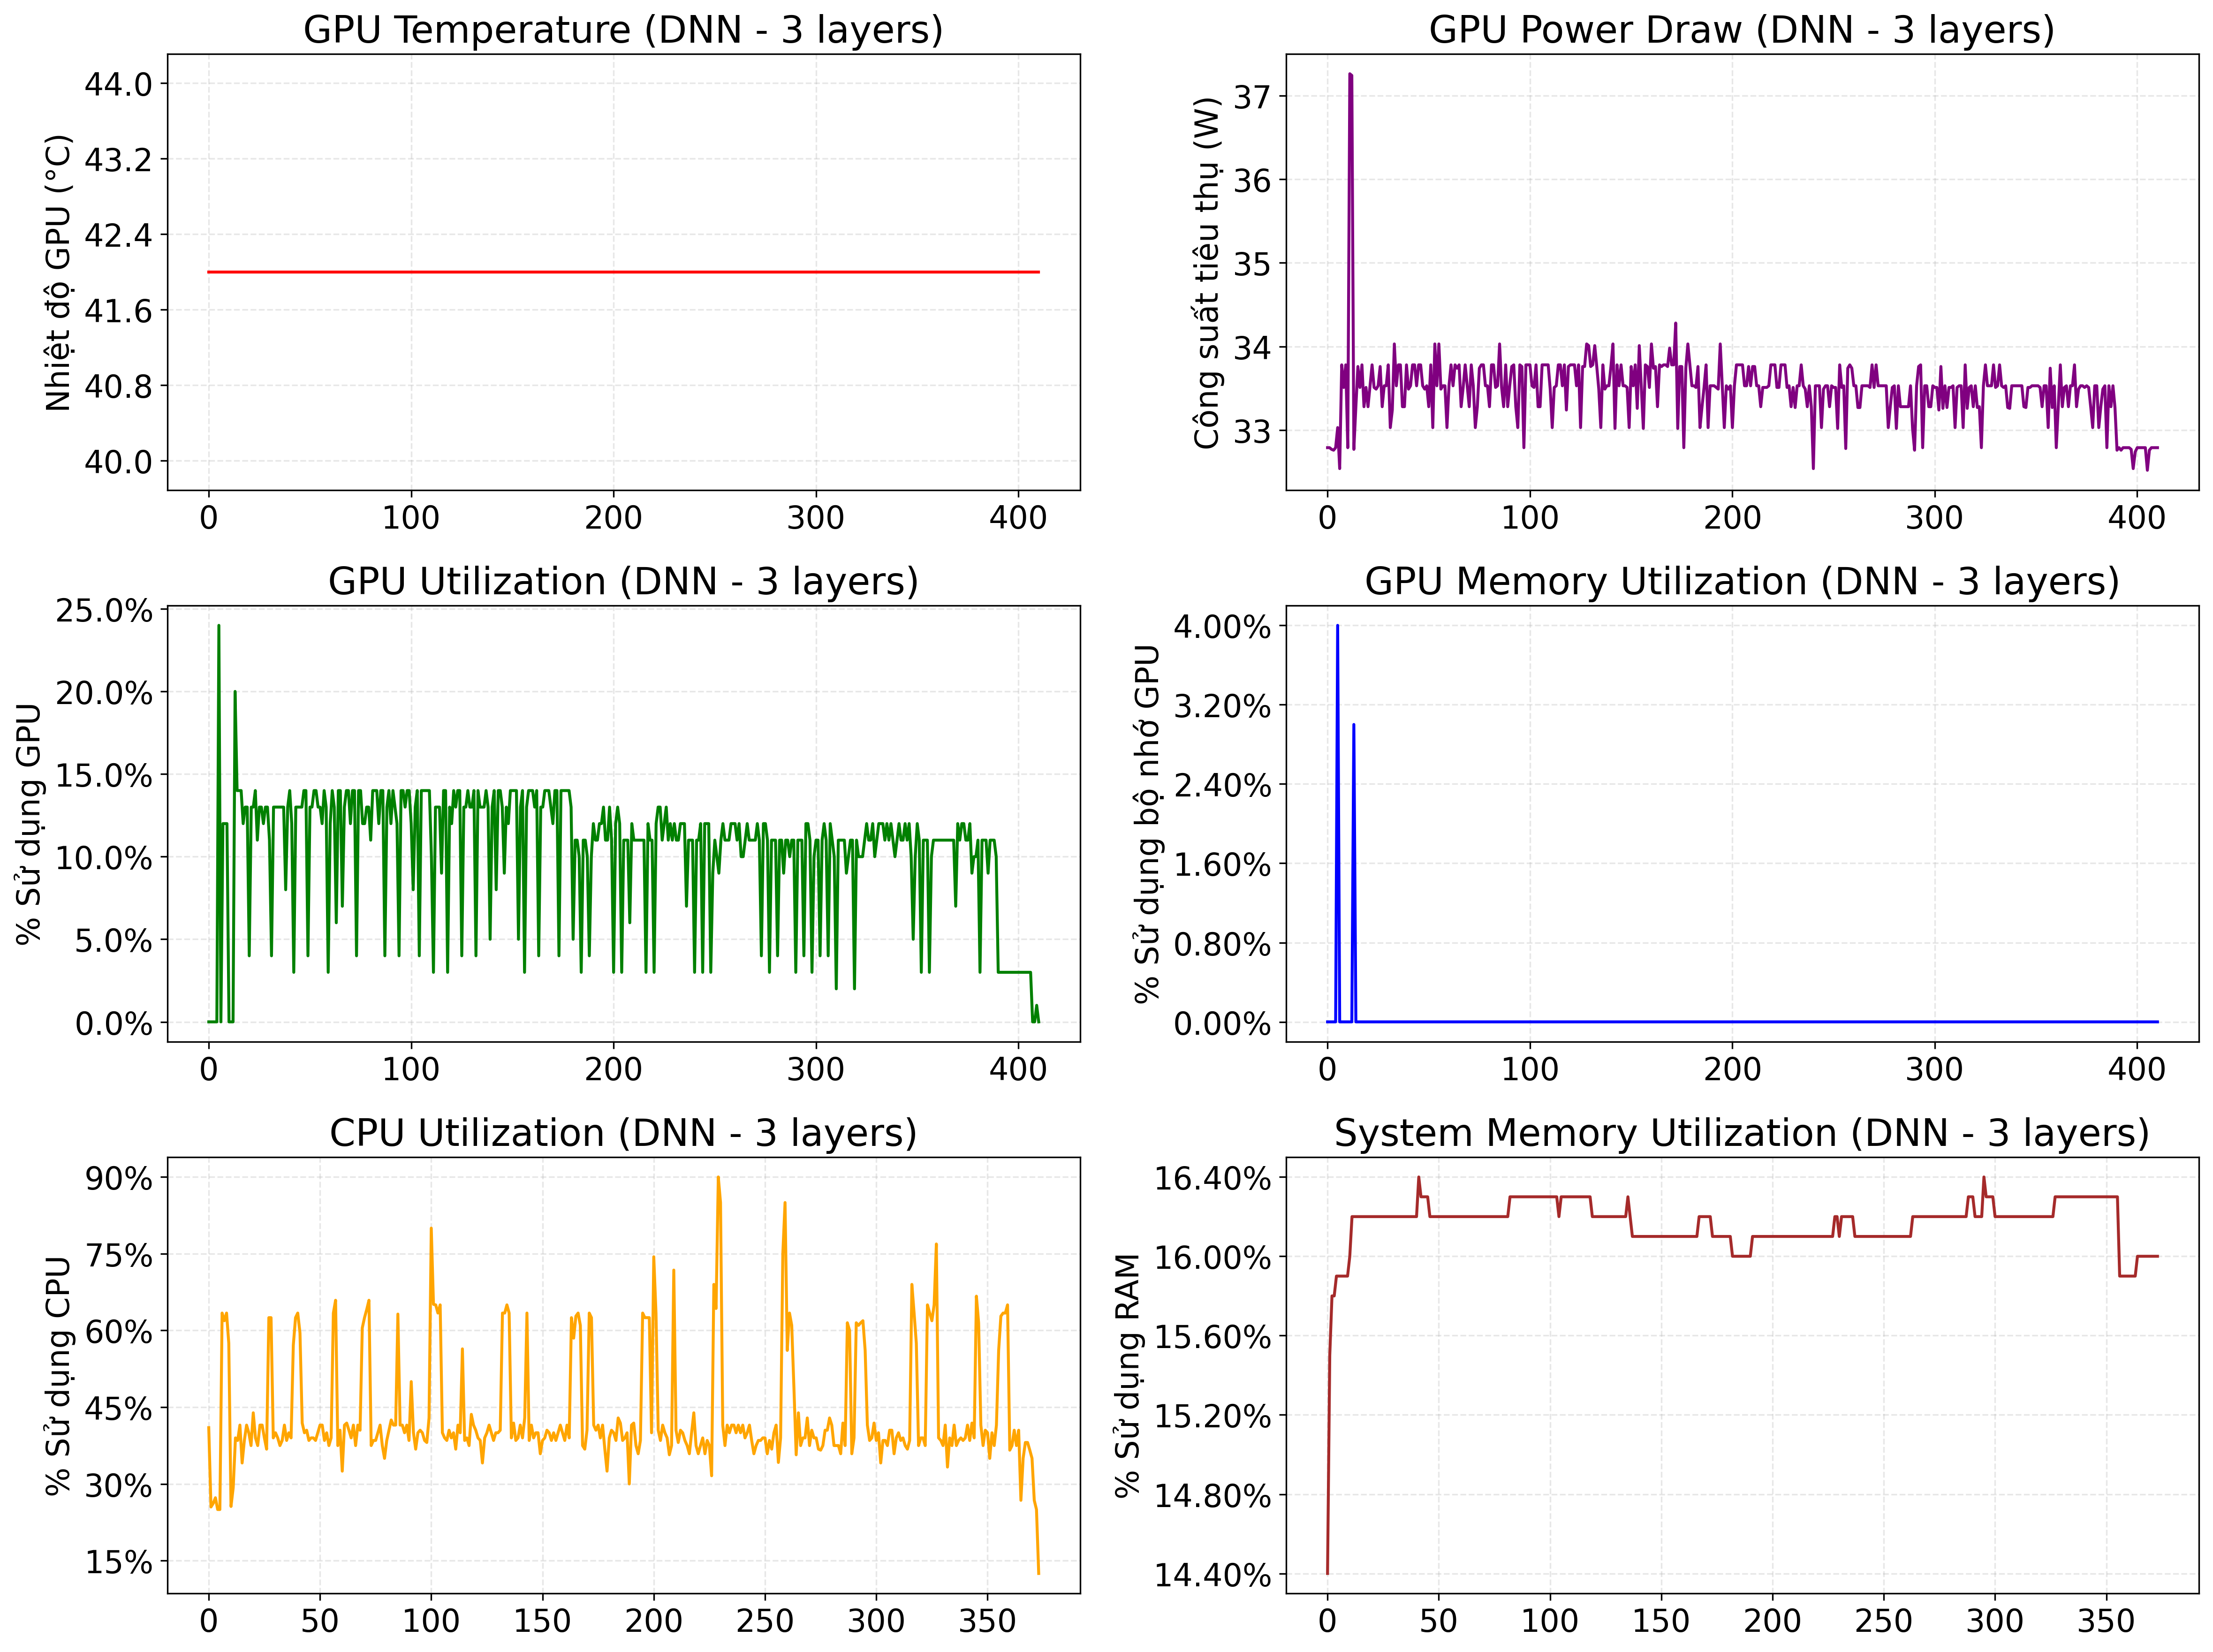 GPU Temperature (DNN - 3 layers)
Nhiệt độ GPU (°C)
44.0
43.2
42.4
41.6
40.8
40.0
0 100 200 300 400
GPU Power Draw (DNN - 3 layers)
Công suất tiêu thụ (W)
37
36
35
34
33
0 100 200 300 400
GPU Utilization (DNN - 3 layers)
% Sử dụng GPU
25.0%
20.0%
15.0%
10.0%
5.0%
0.0%
0 100 200 300 400
GPU Memory Utilization (DNN - 3 layers)
% Sử dụng bộ nhớ GPU
4.00%
3.20%
2.40%
1.60%
0.80%
0.00%
0 100 200 300 400
CPU Utilization (DNN - 3 layers)
% Sử dụng CPU
90%
75%
60%
45%
30%
15%
0 50 100 150 200 250 300 350
System Memory Utilization (DNN - 3 layers)
% Sử dụng RAM
16.40%
16.00%
15.60%
15.20%
14.80%
14.40%
0 50 100 150 200 250 300 350